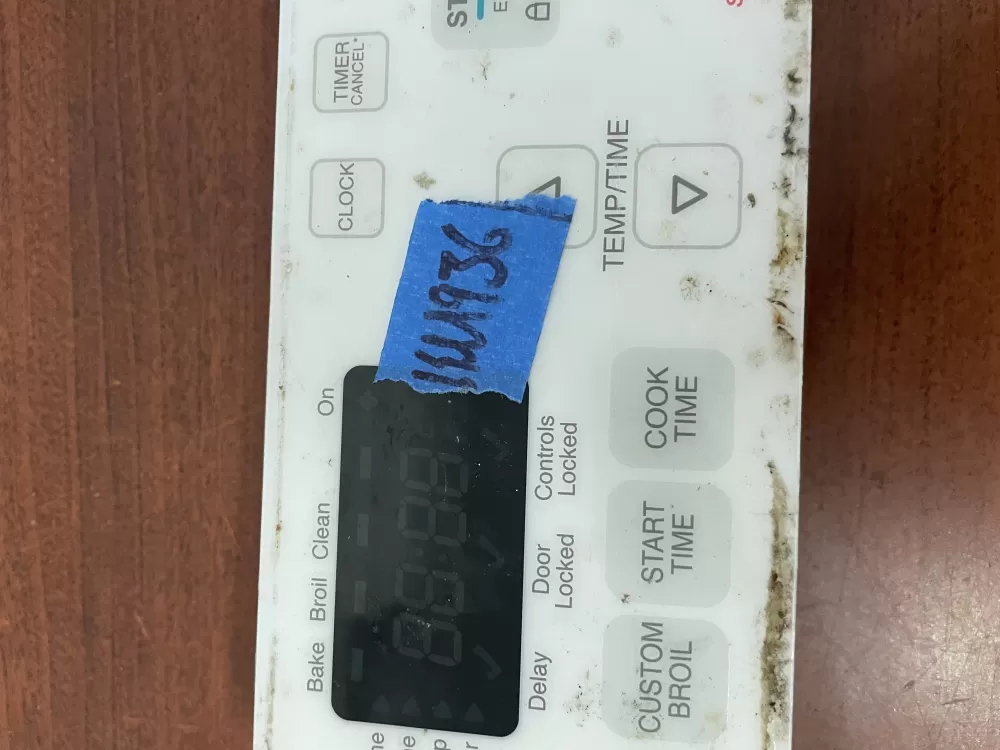 TIMER
CANCEL*
CLOCK
TEMP/TIME
On
Clean
Broil
Bake
Controls
Locked
Door
Locked
Delay
COOK
TIME
START
TIME
CUSTOM
BROIL